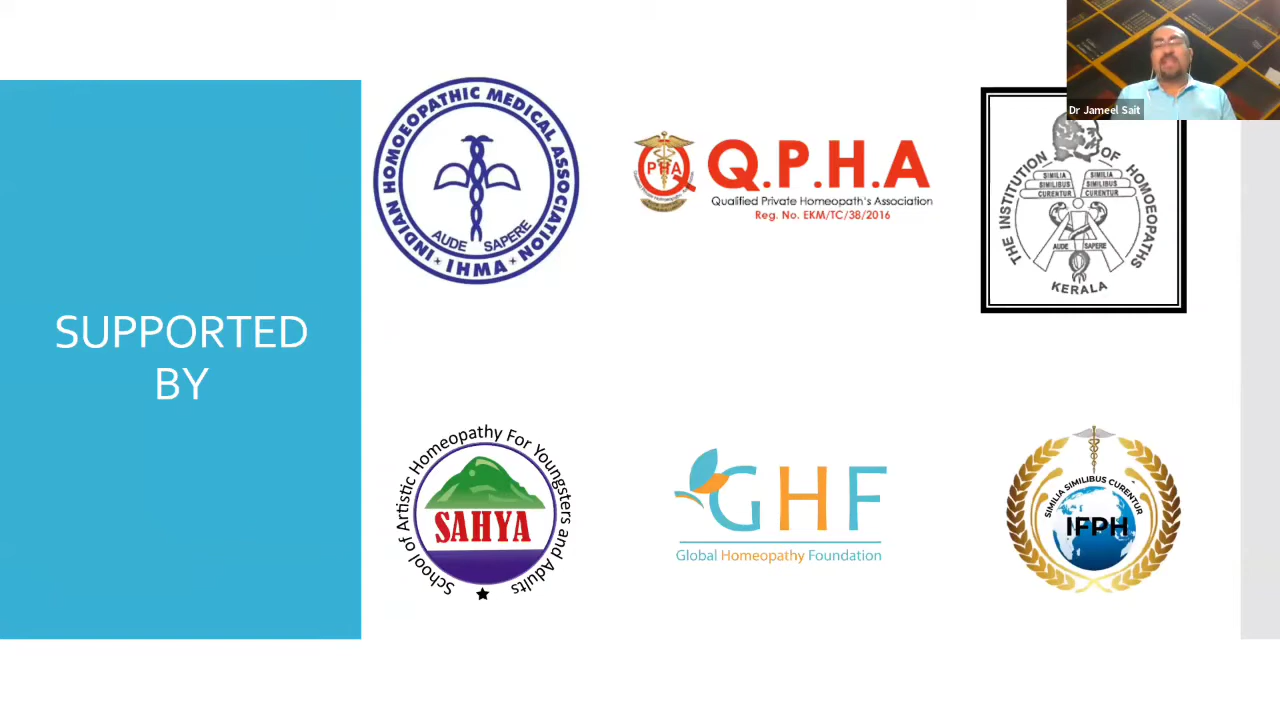 SUPPORTED
BY
INDIAN HOMOEOPATHIC MEDICAL ASSOCIATION
AUDE SAPERE
* IHMA *
PHA
Q.P.H.A
Qualified Private Homeopath's Association
Reg. No. EKM/TC/38/2016
Dr Jameel Sait
THE INSTITUTION OF HOMOEOPATHS
SIMILIA SIMILIA
SIMILIBUS SIMILIBUS
CURENTUR CURENTUR
AUDE SAPERE
KERALA
School of Artistic Homeopathy For Youngsters and Adults
SAHYA
GHF
Global Homeopathy Foundation
SIMILIA SIMILIBUS CURENTUR
IFPH